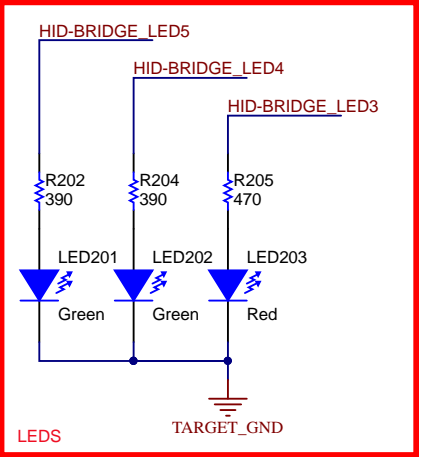 HID-BRIDGE_LED5
HID-BRIDGE_LED4
HID-BRIDGE_LED3
R202 R204 R205
390 390 470
LED201 LED202 LED203
Green Green Red
TARGET_GND
LEDS